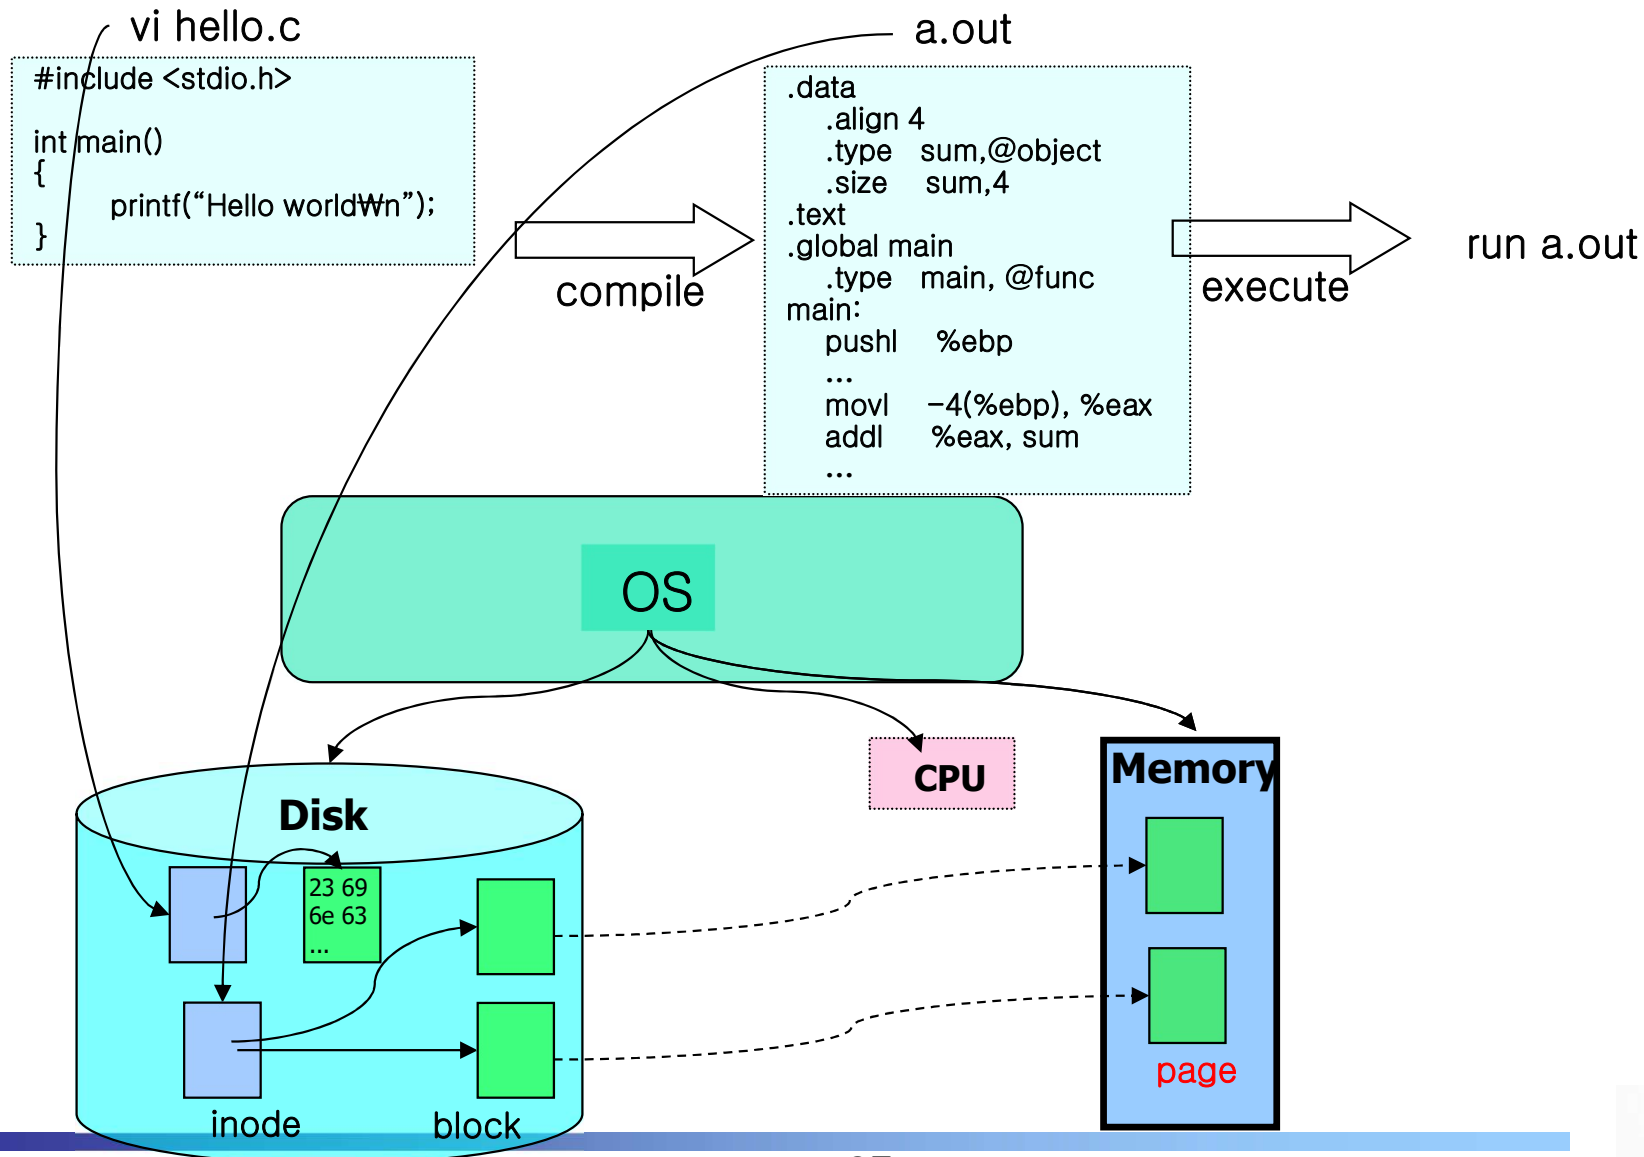 vi hello.c
#include <stdio.h>
int main()
{
printf(“Hello world₩n”);
}
compile
a.out
.data
.align 4
.type sum,@object
.size sum,4
.text
.global main
.type main, @func
main:
pushl %ebp
...
movl -4(%ebp), %eax
addl %eax, sum
...
execute
run a.out
OS
Disk
CPU
Memory
23 69
6e 63
...
inode
block
page